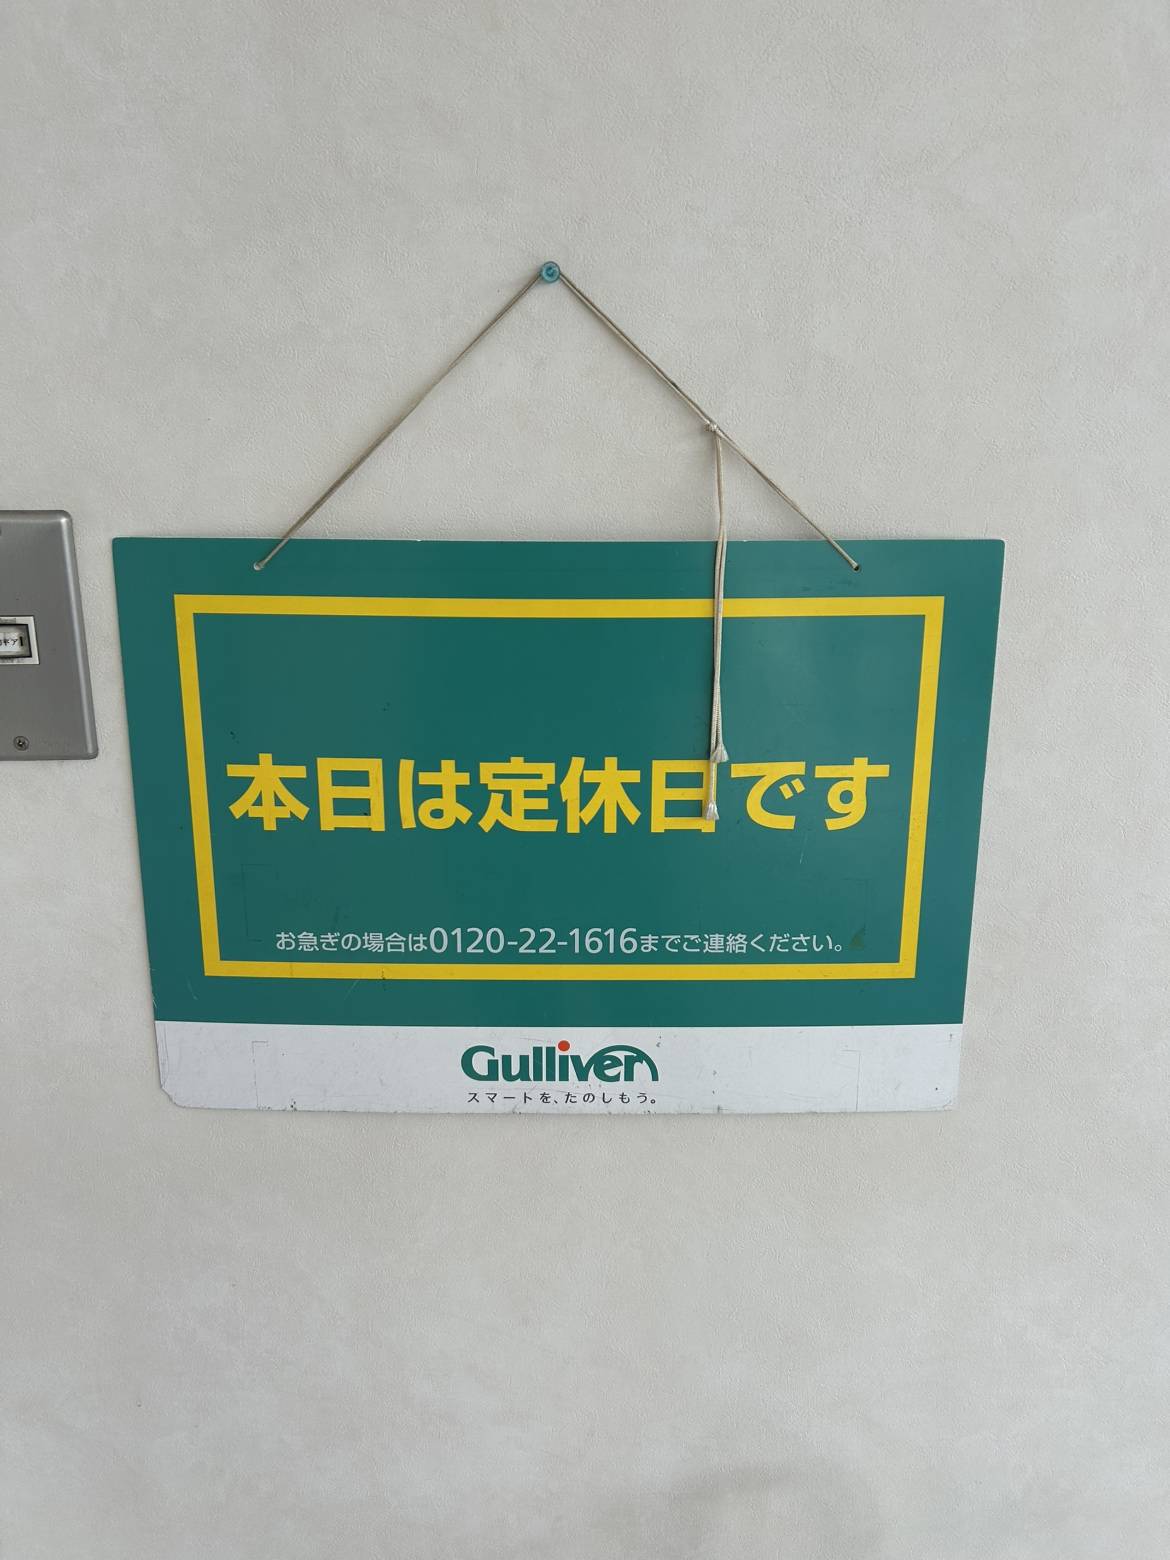 本日は定休日です
お急ぎの場合は0120-22-1616までご連絡ください。
Gulliver
スマートを、たのしもう。